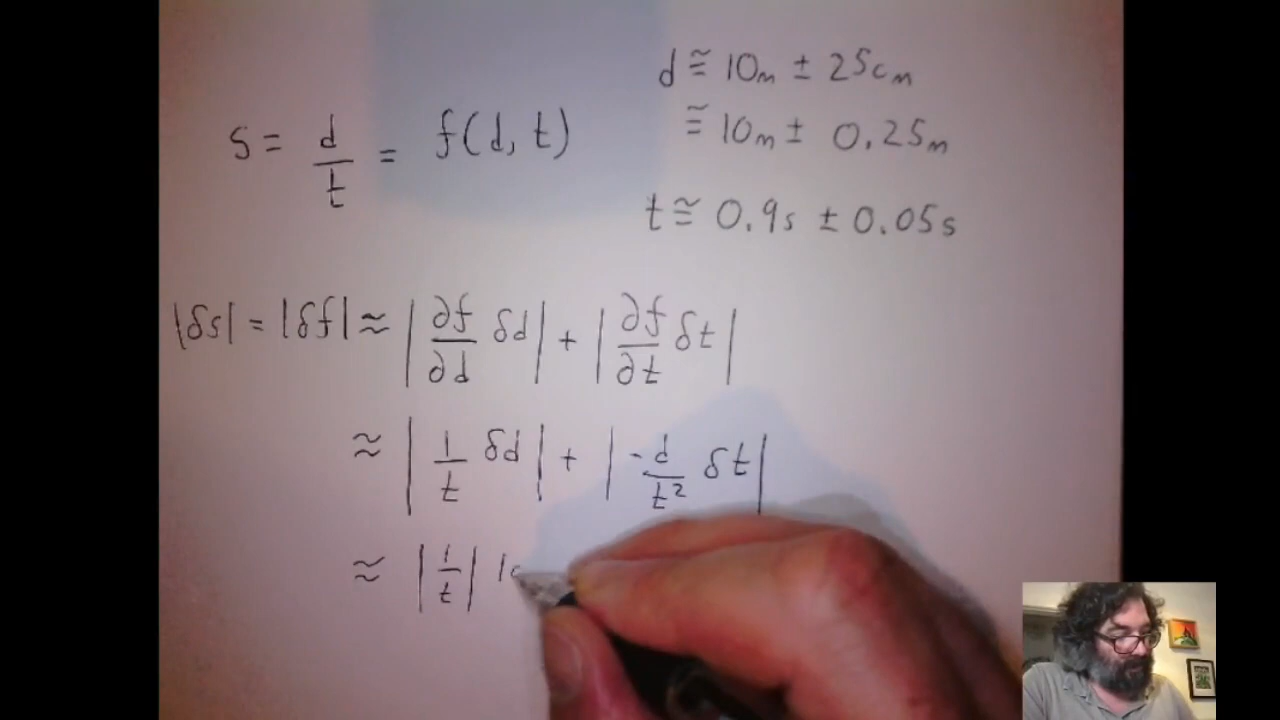 d ≅ 10m ± 25cm
≅ 10m ± 0.25m
s = d/t = f(d, t)
t ≅ 0.9s ± 0.05s
|δs| = |δf| ≈ |∂f/∂d δd| + |∂f/∂t δt|
≈ |1/t δd| + |-d/t² δt|
≈ |1/t| |